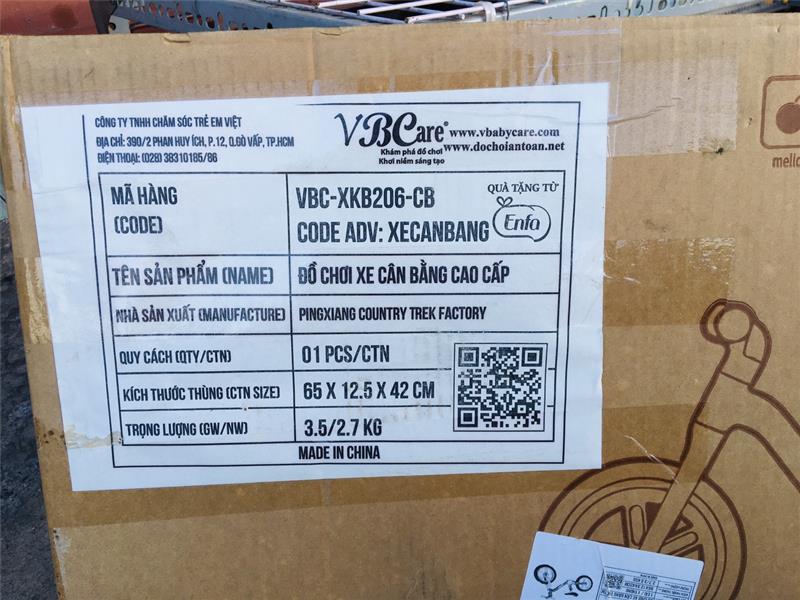 CÔNG TY TNHH CHĂM SÓC TRẺ EM VIỆT
ĐỊA CHỈ: 390/2 PHAN HUY ÍCH, P. 12, Q.GÒ VẤP, TP.HCM
ĐIỆN THOẠI: (028) 38310185/86
VBCare®
Khám phá đồ chơi
Khơi niềm sáng tạo
www.vbabycare.com
www.dochoiantoan.net
MÃ HÀNG
(CODE)
VBC-XKB206-CB
CODE ADV: XECANBANG
QUÀ TẶNG TỪ
Enfa
TÊN SẢN PHẨM (NAME)
ĐỒ CHƠI XE CÂN BẰNG CAO CẤP
NHÀ SẢN XUẤT (MANUFACTURE)
PINGXIANG COUNTRY TREK FACTORY
QUY CÁCH (QTY/CTN)
01 PCS/CTN
KÍCH THƯỚC THÙNG (CTN SIZE)
65 X 12.5 X 42 CM
TRỌNG LƯỢNG (GW/NW)
3.5/2.7 KG
MADE IN CHINA